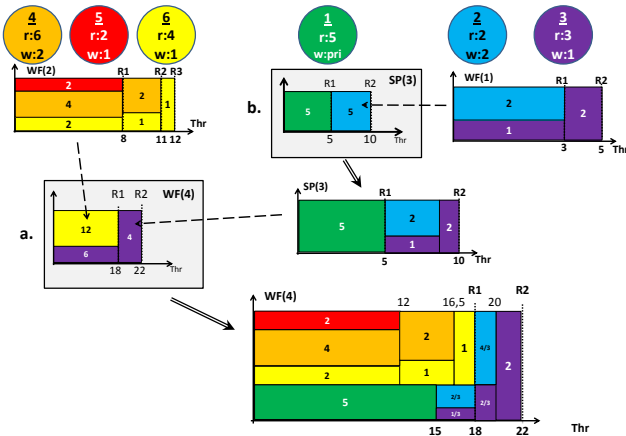 4
r:6
w:2
5
r:2
w:1
6
r:4
w:1
1
r:5
w:pri
2
r:2
w:2
3
r:3
w:1
WF(2)
R1
R2
R3
2
4
2
2
1
1
8
11
12
Thr
b.
SP(3)
R1
R2
5
5
5
10
Thr
WF(1)
R1
R2
2
1
2
3
5
Thr
a.
WF(4)
R1
R2
12
6
4
18
22
Thr
SP(3)
R1
R2
5
2
1
2
5
10
Thr
WF(4)
12
16,5
R1
20
R2
2
4
2
5
2
1
1
2/3
1/3
4/3
2/3
2
15
18
22
Thr